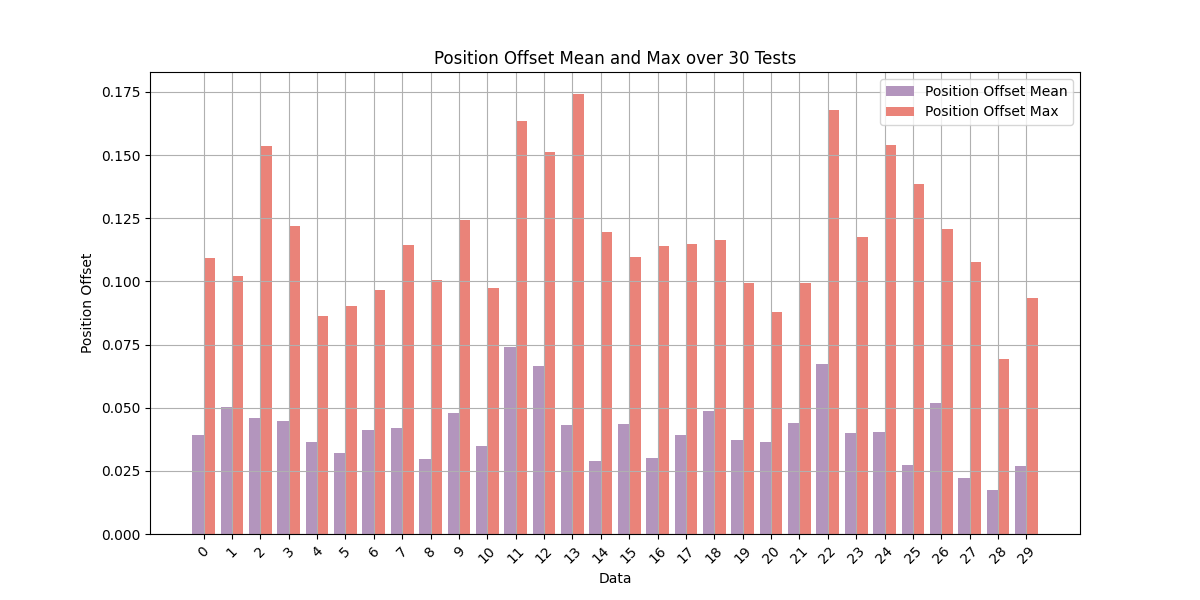 Position Offset Mean and Max over 30 Tests
Position Offset Mean
Position Offset Max
Position Offset
0.175
0.150
0.125
0.100
0.075
0.050
0.025
0.000
0 1 2 3 4 5 6 7 8 9 10 11 12 13 14 15 16 17 18 19 20 21 22 23 24 25 26 27 28 29
Data